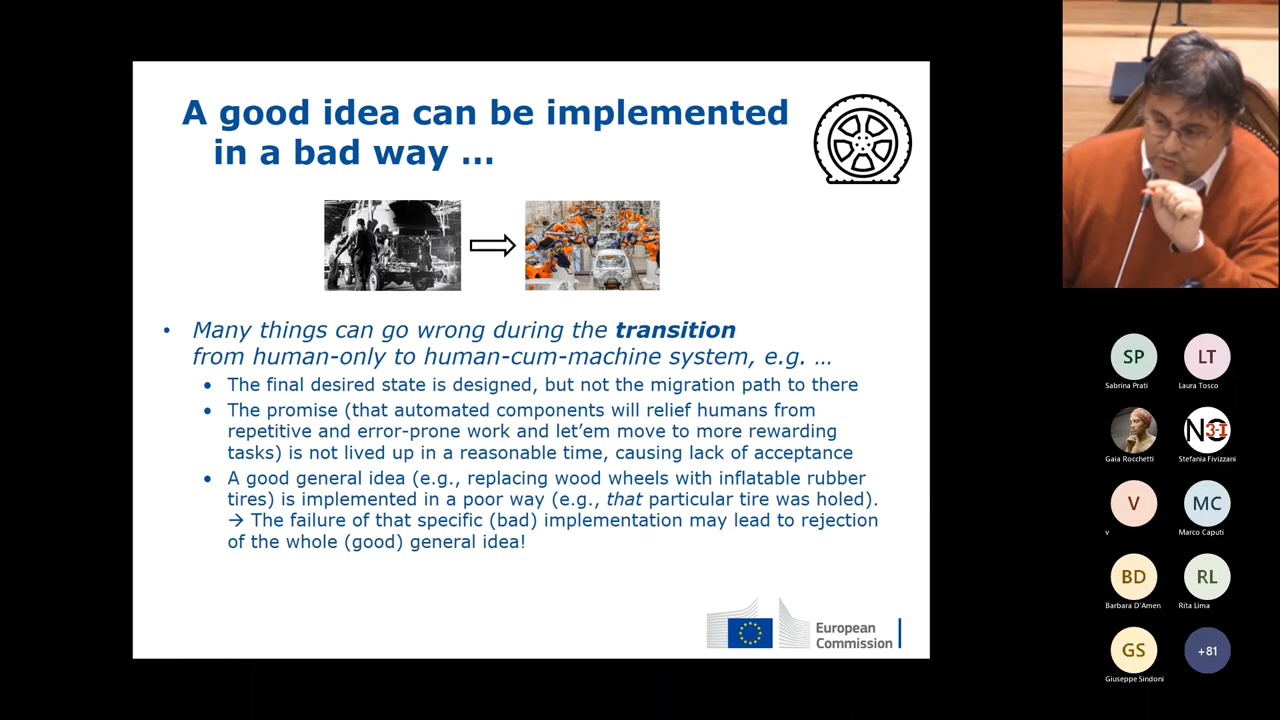 A good idea can be implemented
in a bad way ...
• Many things can go wrong during the transition
from human-only to human-cum-machine system, e.g. ...
• The final desired state is designed, but not the migration path to there
• The promise (that automated components will relief humans from
repetitive and error-prone work and let'em move to more rewarding
tasks) is not lived up in a reasonable time, causing lack of acceptance
• A good general idea (e.g., replacing wood wheels with inflatable rubber
tires) is implemented in a poor way (e.g., that particular tire was holed).
→ The failure of that specific (bad) implementation may lead to rejection
of the whole (good) general idea!
European
Commission
SP
LT
Sabrina Prati
Laura Tosco
N3-IO
Gaia Rocchetti
Stefania Fivizzani
V
MC
v
Marco Caputi
BD
RL
Barbara D'Amen
Rita Lima
GS
+81
Giuseppe Sindoni